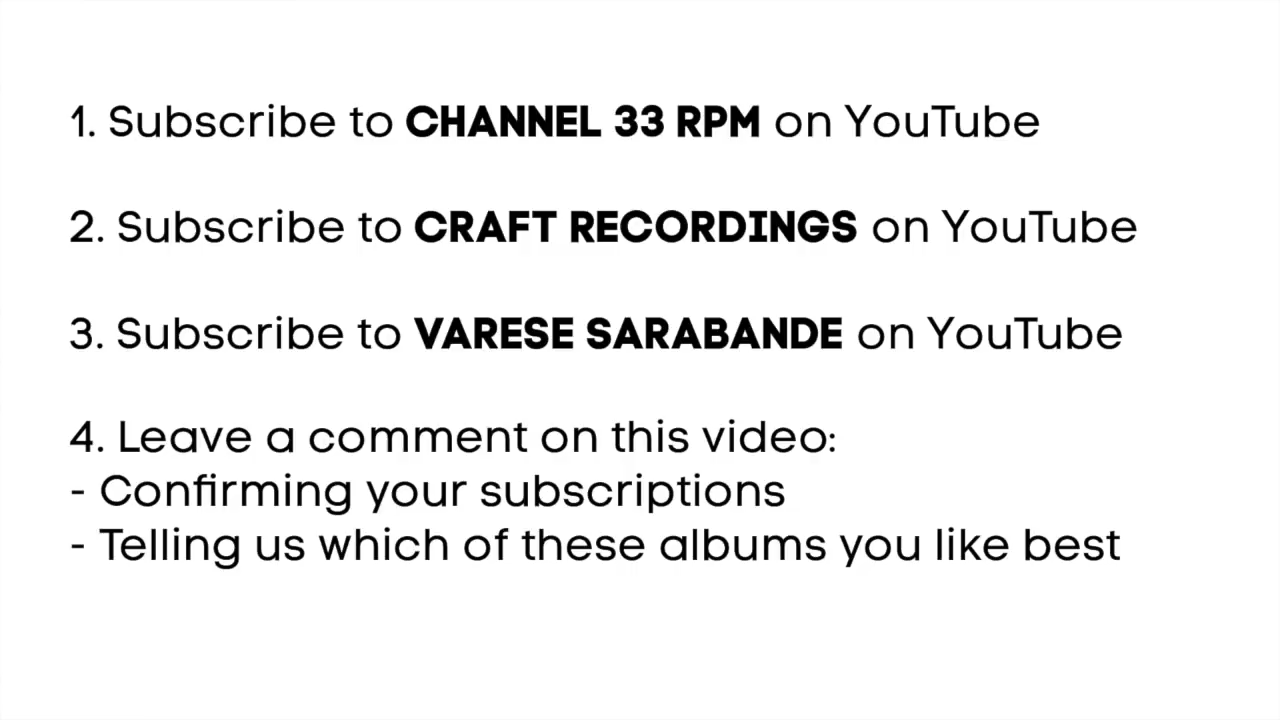 1. Subscribe to CHANNEL 33 RPM on YouTube
2. Subscribe to CRAFT RECORDINGS on YouTube
3. Subscribe to VARESE SARABANDE on YouTube
4. Leave a comment on this video:
- Confirming your subscriptions
- Telling us which of these albums you like best